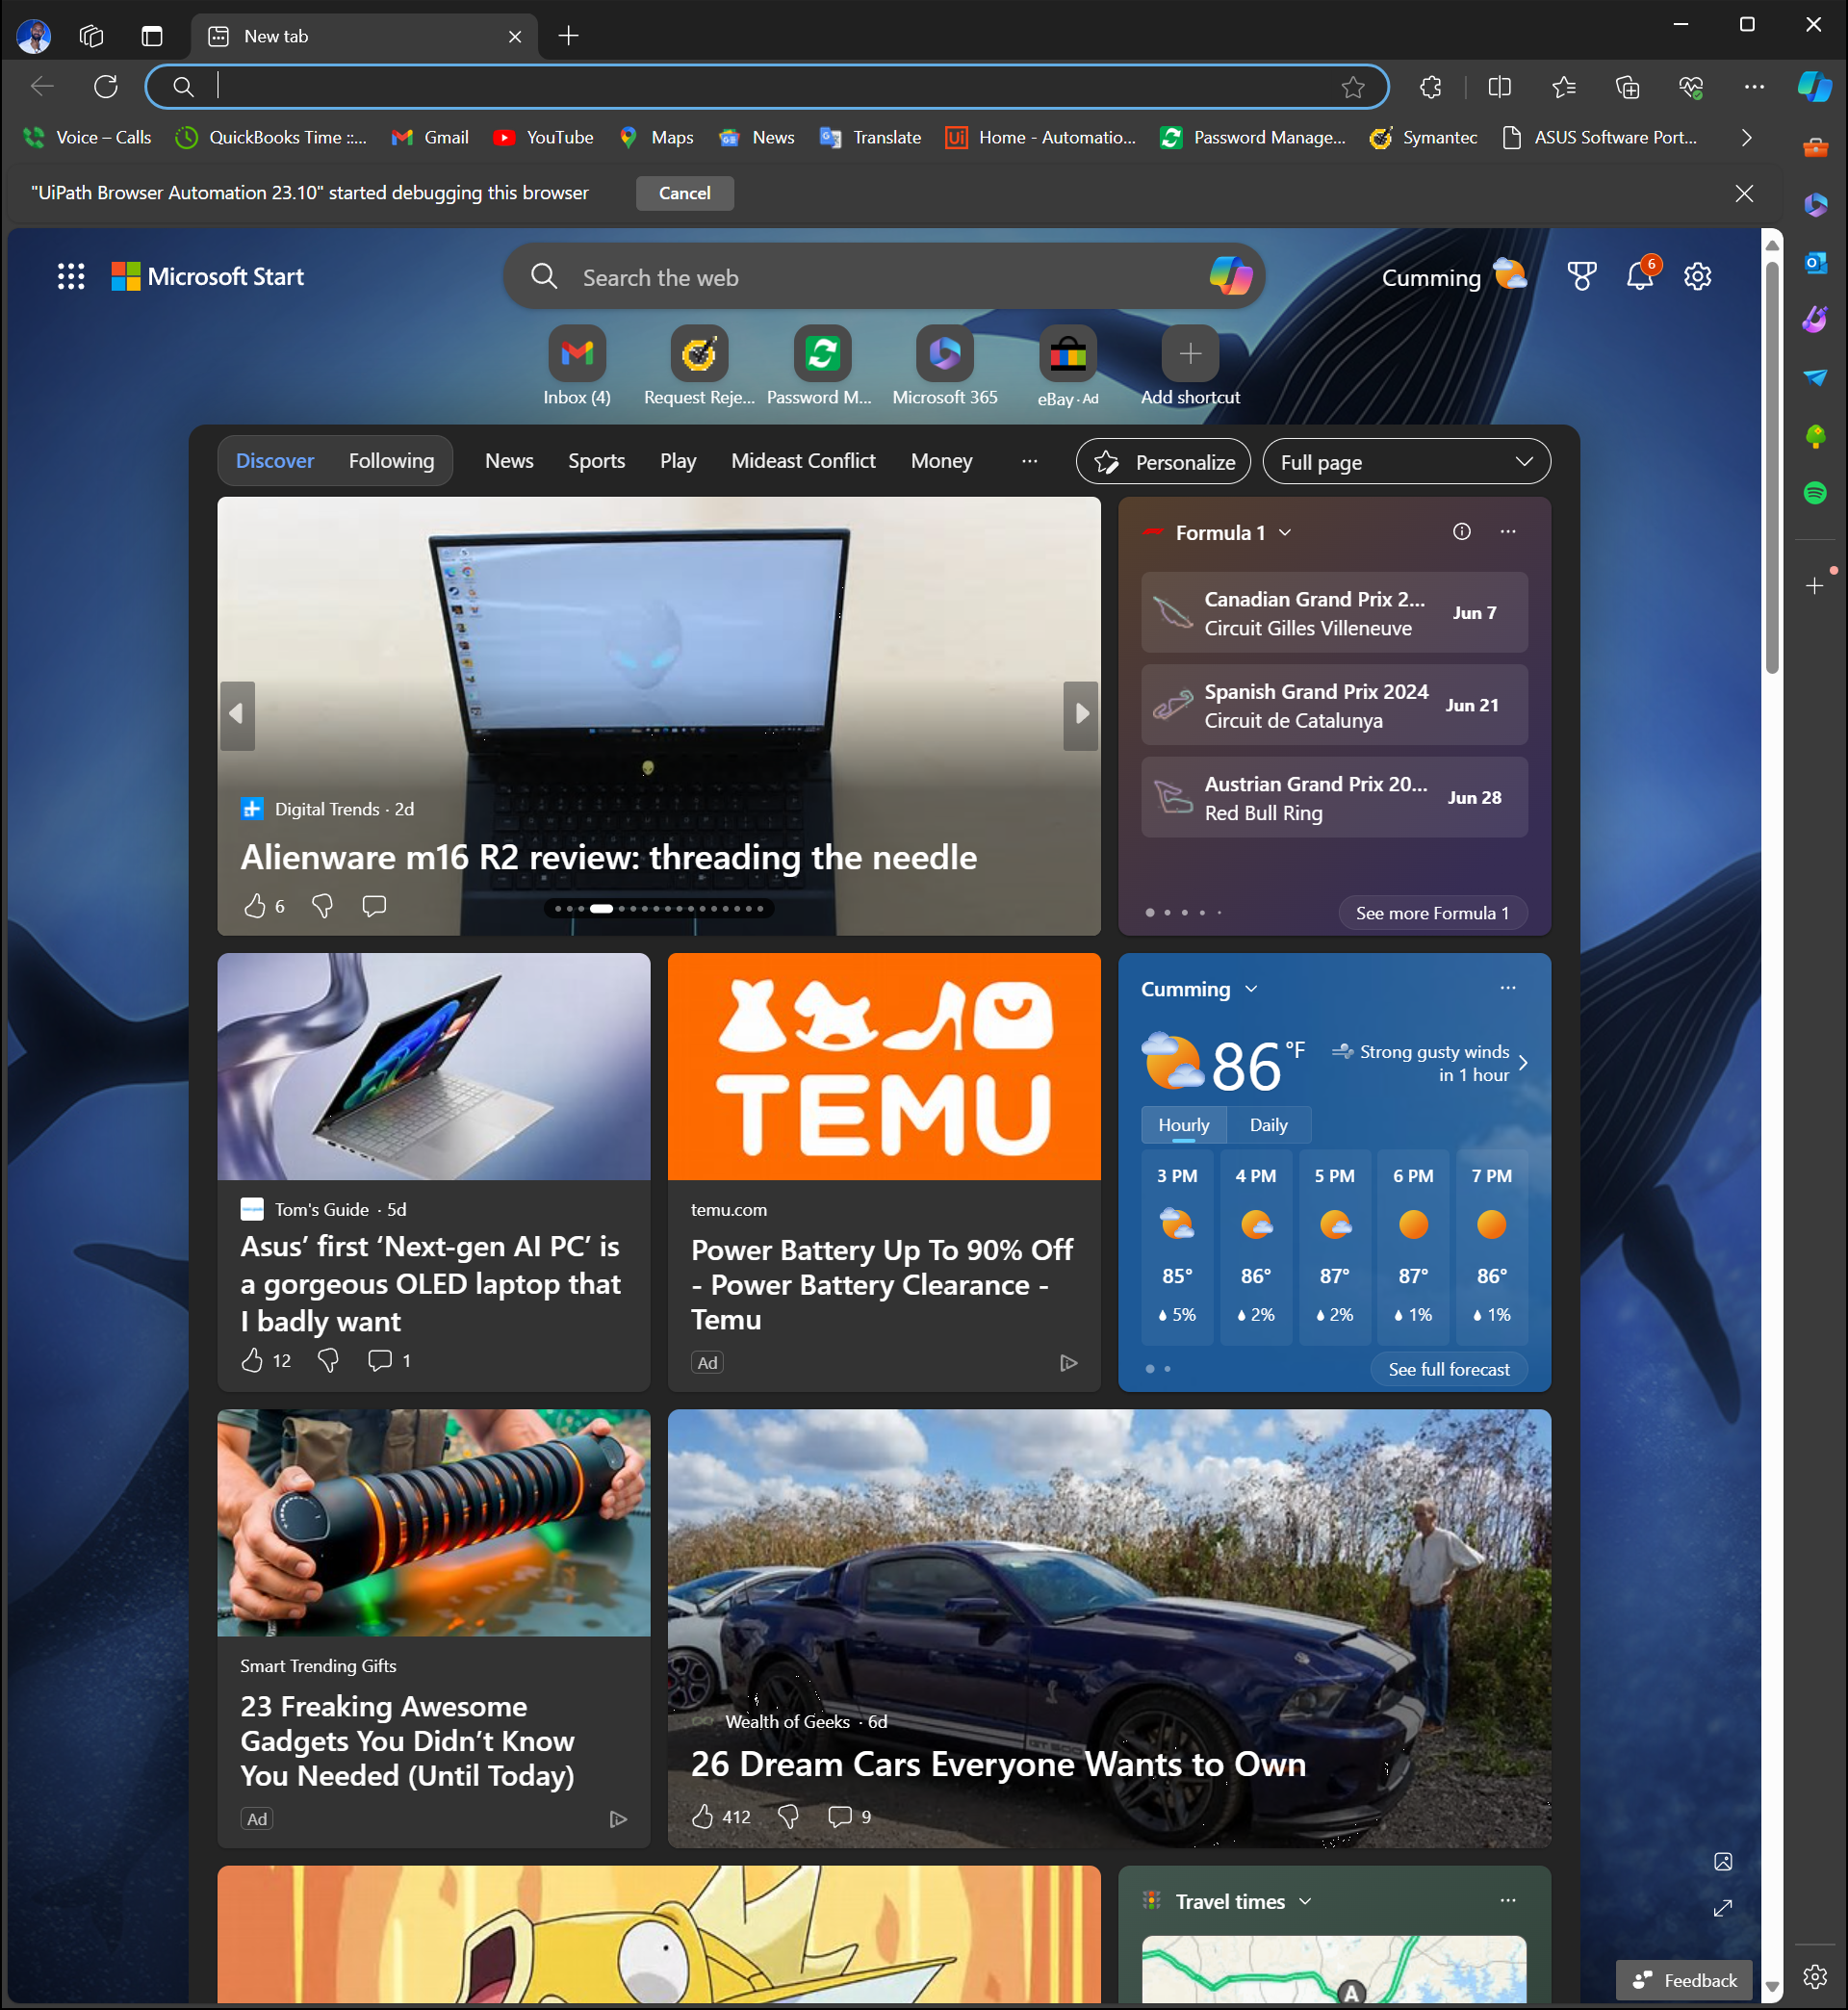 New tab
Voice – Calls
QuickBooks Time ::...
Gmail
YouTube
Maps
News
Translate
Home - Automatio...
Password Manage...
Symantec
ASUS Software Port...
"UiPath Browser Automation 23.10" started debugging this browser
Cancel
Microsoft Start
Search the web
Cumming
6
Inbox (4)
Request Reje...
Password M...
Microsoft 365
eBay · Ad
Add shortcut
Discover
Following
News
Sports
Play
Mideast Conflict
Money
Personalize
Full page
Digital Trends · 2d
Alienware m16 R2 review: threading the needle
6
Formula 1
Canadian Grand Prix 2...
Circuit Gilles Villeneuve
Jun 7
Spanish Grand Prix 2024
Circuit de Catalunya
Jun 21
Austrian Grand Prix 20...
Red Bull Ring
Jun 28
See more Formula 1
Tom's Guide · 5d
Asus’ first ‘Next-gen AI PC’ is
a gorgeous OLED laptop that
I badly want
12
1
TEMU
temu.com
Power Battery Up To 90% Off
- Power Battery Clearance -
Temu
Ad
Cumming
86 °F
Strong gusty winds
in 1 hour
Hourly
Daily
3 PM
4 PM
5 PM
6 PM
7 PM
85°
86°
87°
87°
86°
5%
2%
2%
1%
1%
See full forecast
Smart Trending Gifts
23 Freaking Awesome
Gadgets You Didn’t Know
You Needed (Until Today)
Ad
Wealth of Geeks · 6d
26 Dream Cars Everyone Wants to Own
412
9
Travel times
A
Feedback